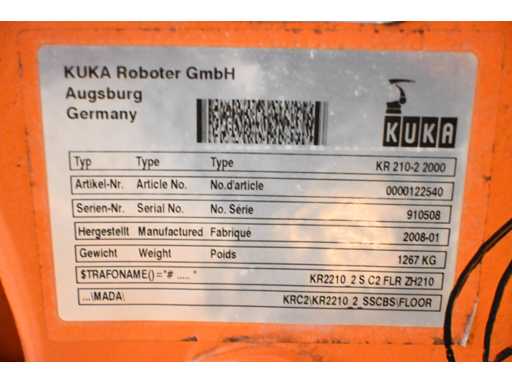 KUKA Roboter GmbH
Augsburg
Germany
KUKA
Typ Type Type KR 210-2 2000
Artikel-Nr. Article No. No.d'article 0000122540
Serien-Nr. Serial No. No. Série 910508
Hergestellt Manufactured Fabriqué 2008-01
Gewicht Weight Poids 1267 KG
$TRAFONAME()="# ..... " KR2210_2 S C2 FLR ZH210
...\MADA\ KRC2\KR2210_2_SSCBS\FLOOR